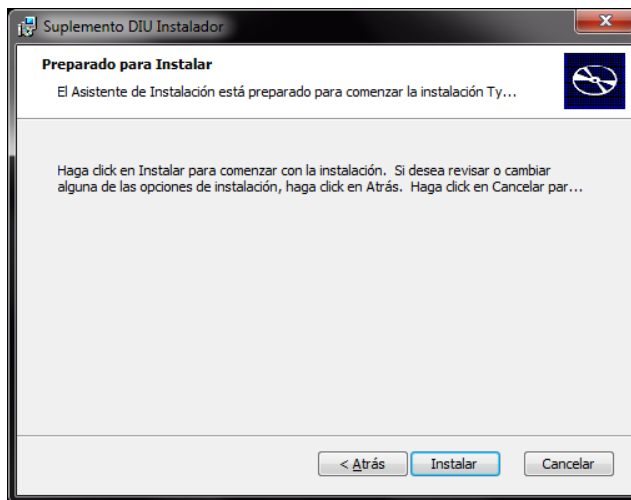 Suplemento DIU Instalador
Preparado para Instalar
El Asistente de Instalación está preparado para comenzar la instalación Ty...
Haga click en Instalar para comenzar con la instalación. Si desea revisar o cambiar
alguna de las opciones de instalación, haga click en Atrás. Haga click en Cancelar par...
< Atrás Instalar Cancelar